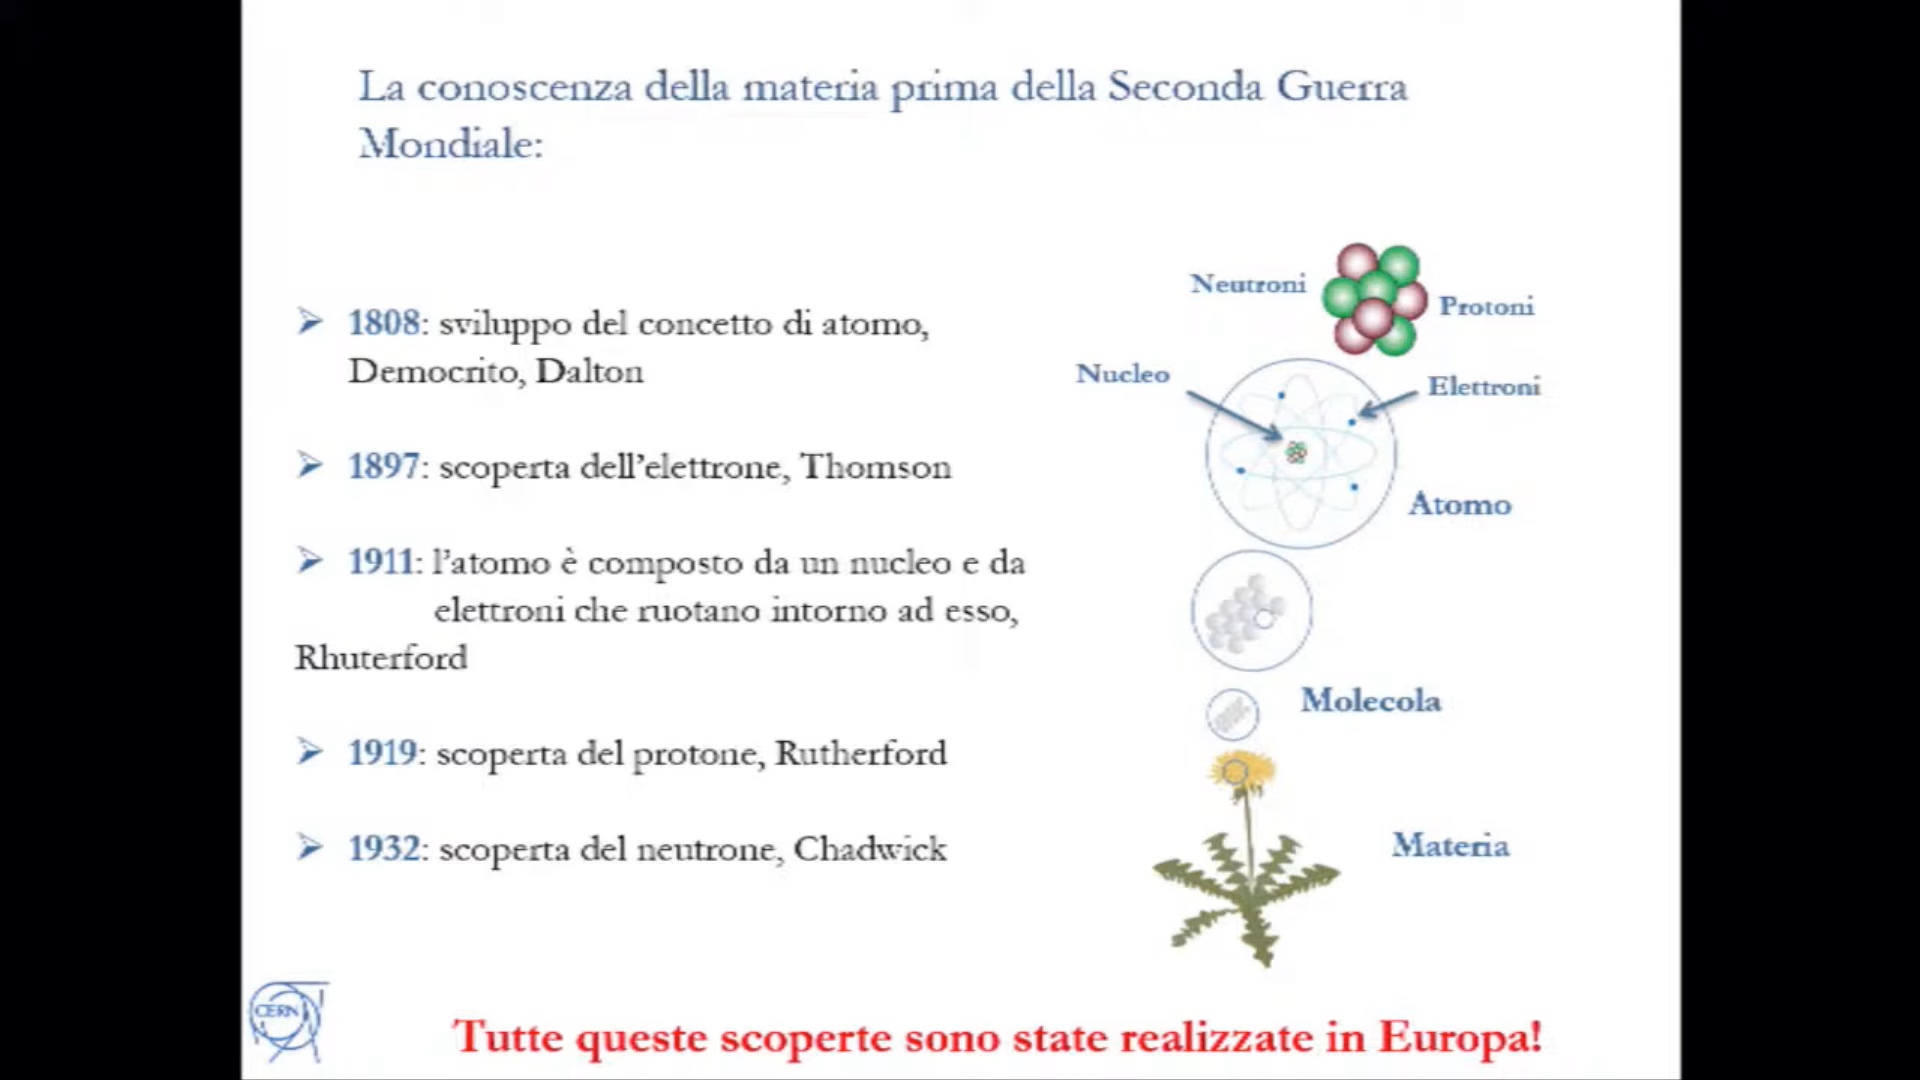 La conoscenza della materia prima della Seconda Guerra
Mondiale:
1808: sviluppo del concetto di atomo,
Democrito, Dalton
1897: scoperta dell'elettrone, Thomson
1911: l'atomo è composto da un nucleo e da
elettroni che ruotano intorno ad esso,
Rhuterford
1919: scoperta del protone, Rutherford
1932: scoperta del neutrone, Chadwick
Neutroni
Protoni
Nucleo
Elettroni
Atomo
Molecola
Materia
CERN
Tutte queste scoperte sono state realizzate in Europa!